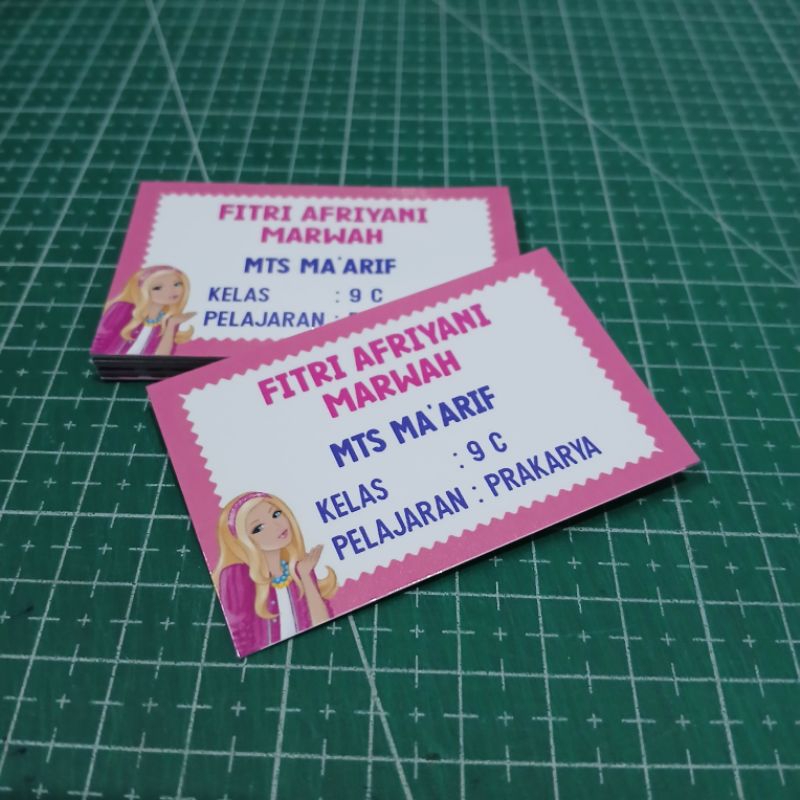 FITRI AFRIYANI
MARWAH
MTS MA'ARIF
KELAS : 9 C
PELAJARAN :
FITRI AFRIYANI
MARWAH
MTS MA'ARIF
KELAS : 9 C
PELAJARAN : PRAKARYA